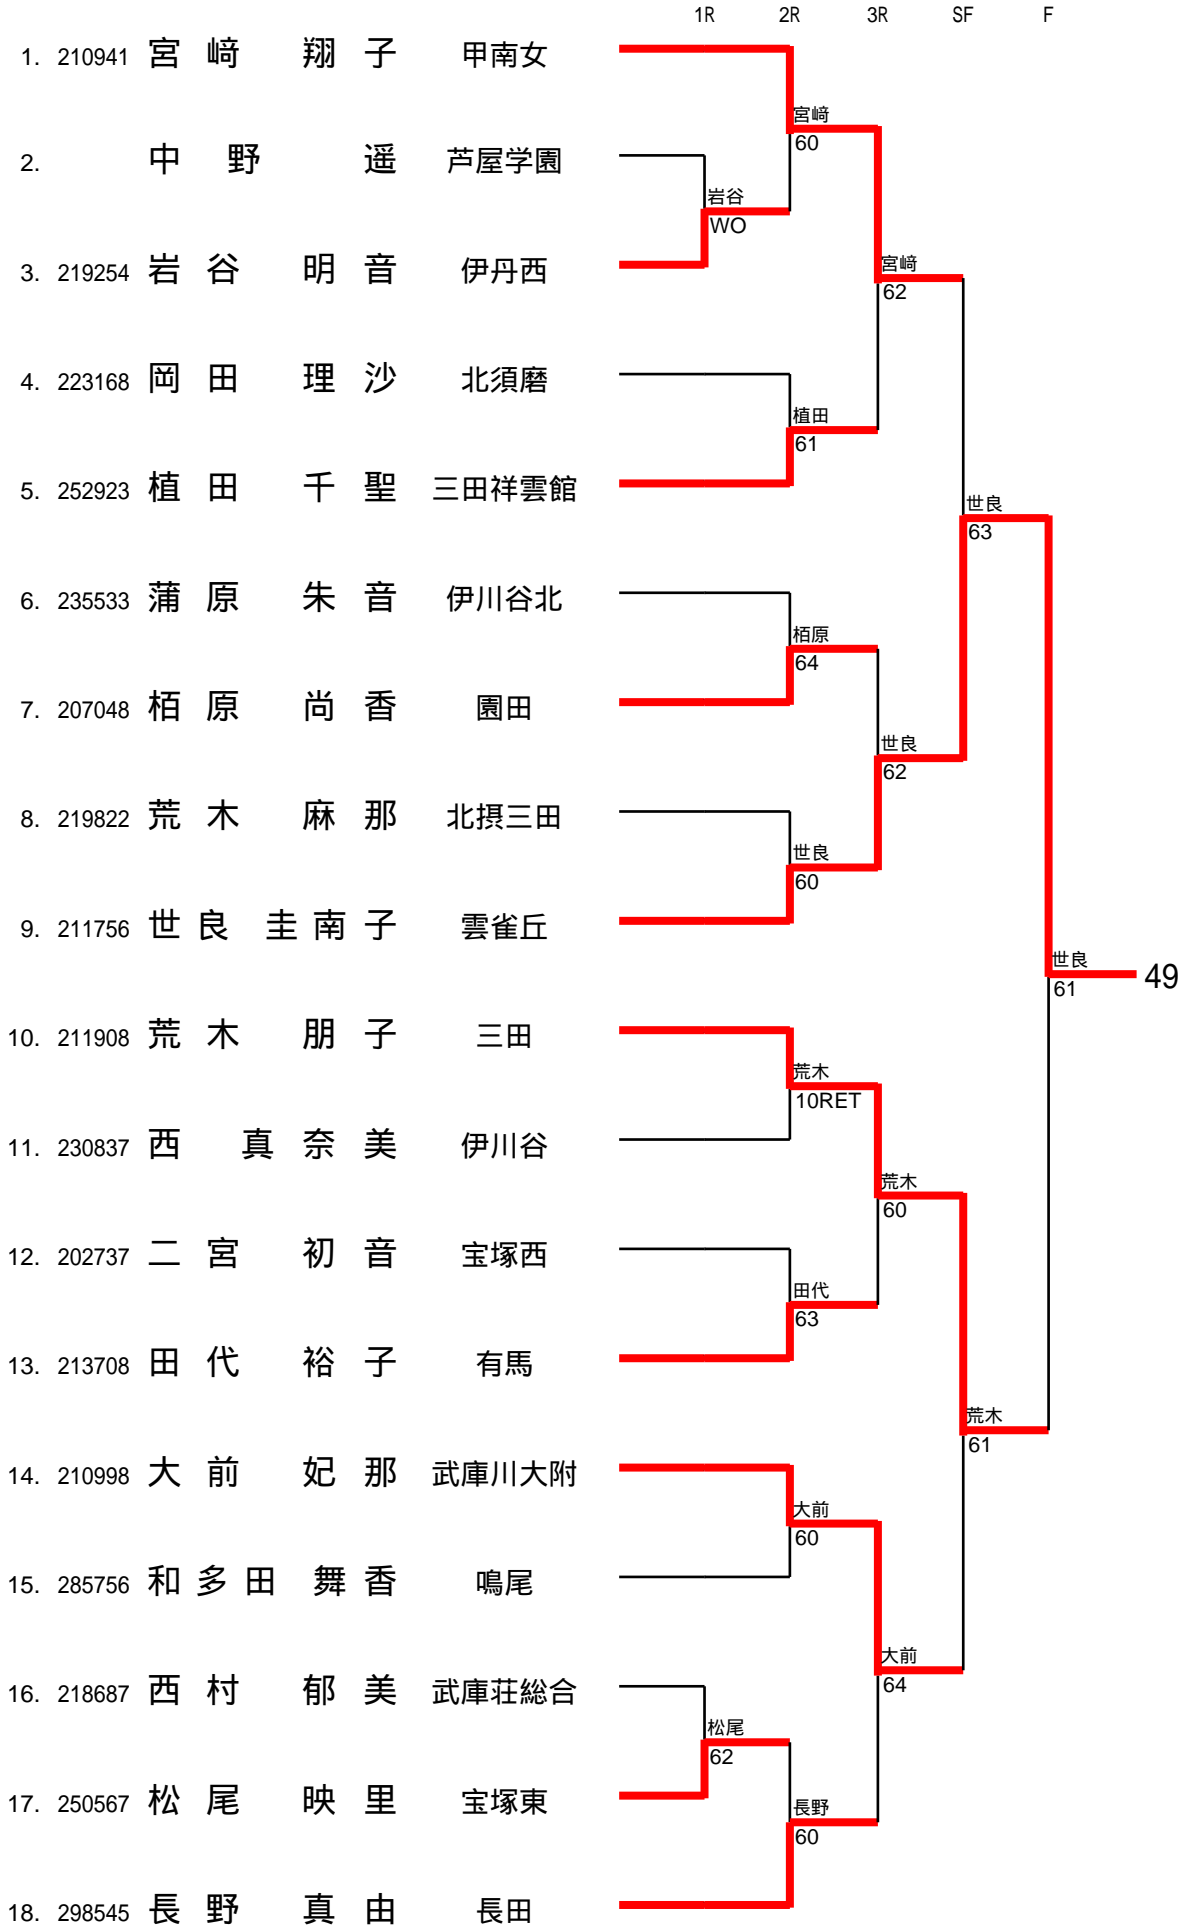 1R 2R 3R SF F
1. 210941 宮﨑 翔子 甲南女
宮﨑
60
2. 中野 遥 芦屋学園
岩谷
WO
3. 219254 岩谷 明音 伊丹西
宮﨑
62
4. 223168 岡田 理沙 北須磨
植田
61
5. 252923 植田 千聖 三田祥雲館
世良
63
6. 235533 蒲原 朱音 伊川谷北
栢原
64
7. 207048 栢原 尚香 園田
世良
62
8. 219822 荒木 麻那 北摂三田
世良
60
9. 211756 世良 圭南子 雲雀丘
世良
61
49
10. 211908 荒木 朋子 三田
荒木
10RET
11. 230837 西 真奈美 伊川谷
荒木
60
12. 202737 二宮 初音 宝塚西
田代
63
13. 213708 田代 裕子 有馬
荒木
61
14. 210998 大前 妃那 武庫川大附
大前
60
15. 285756 和多田 舞香 鳴尾
大前
64
16. 218687 西村 郁美 武庫荘総合
松尾
62
17. 250567 松尾 映里 宝塚東
長野
60
18. 298545 長野 真由 長田